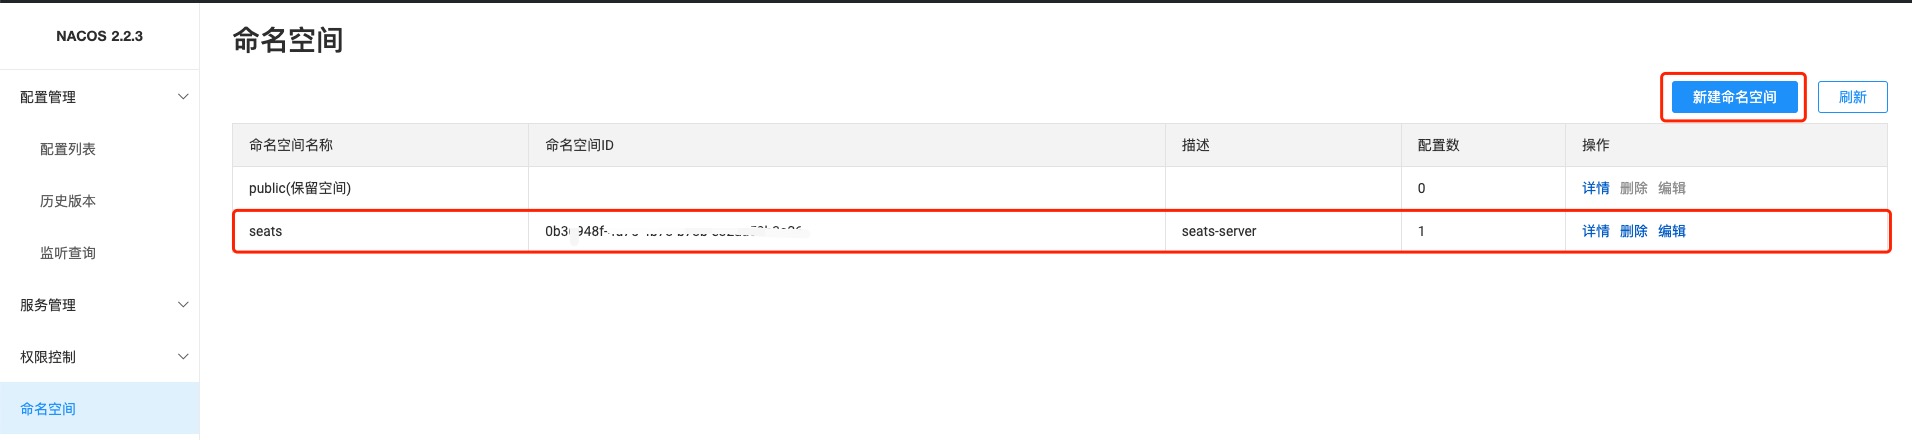 NACOS 2.2.3
配置管理
配置列表
历史版本
监听查询
服务管理
权限控制
命名空间
命名空间
新建命名空间 刷新
命名空间名称 命名空间ID 描述 配置数 操作
public(保留空间) 0 详情 删除 编辑
seats seats-server 1 详情 删除 编辑